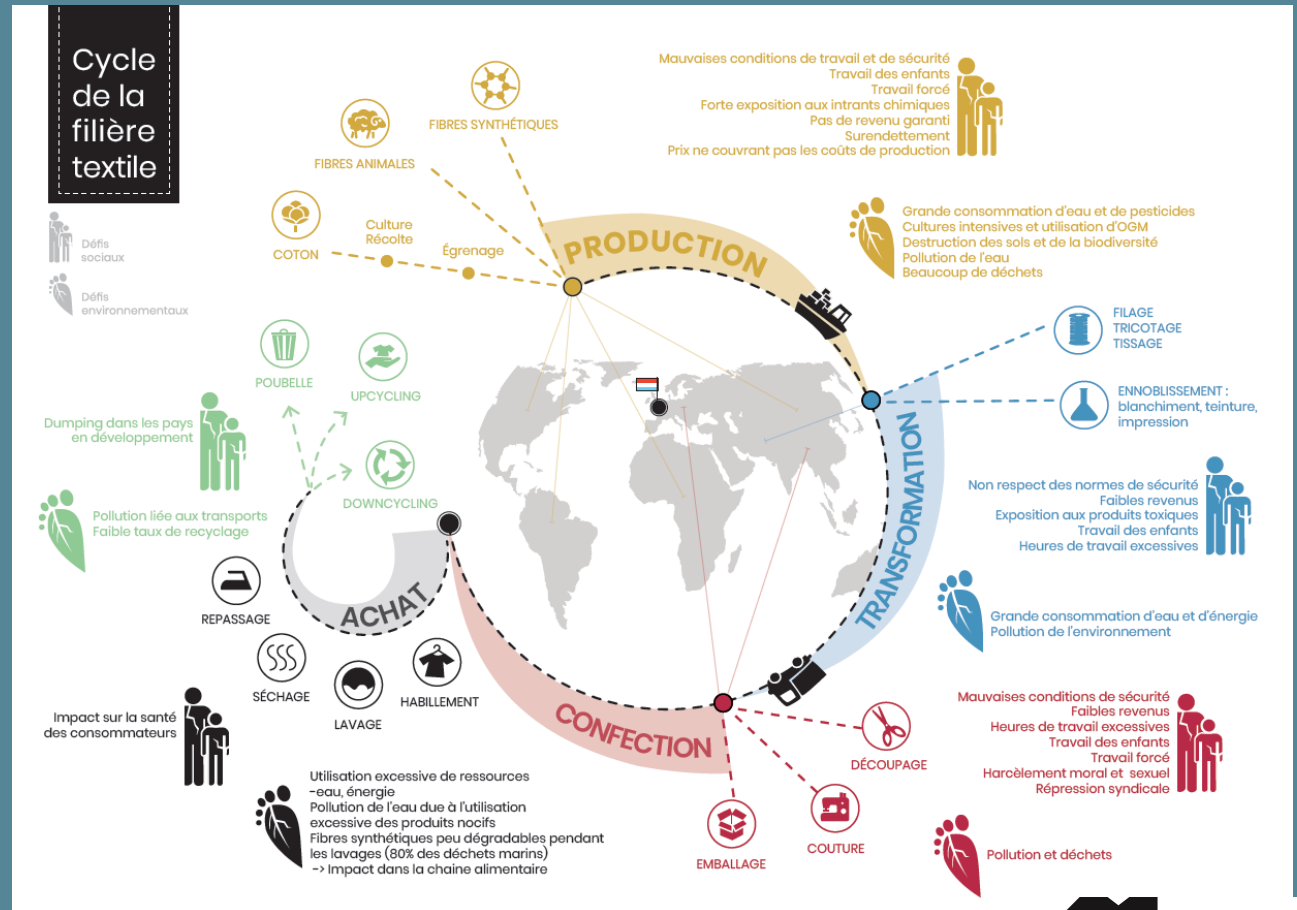 Cycle
de la
filière
textile
Défis
sociaux
Défis
environnementaux
FIBRES SYNTHÉTIQUES
FIBRES ANIMALES
COTON
Culture
Récolte
Égrenage
PRODUCTION
Mauvaises conditions de travail et de sécurité
Travail des enfants
Travail forcé
Forte exposition aux intrants chimiques
Pas de revenu garanti
Surendettement
Prix ne couvrant pas les coûts de production
Grande consommation d'eau et de pesticides
Cultures intensives et utilisation d'OGM
Destruction des sols et de la biodiversité
Pollution de l'eau
Beaucoup de déchets
FILAGE
TRICOTAGE
TISSAGE
ENNOBLISSEMENT :
blanchiment, teinture,
impression
TRANSFORMATION
Non respect des normes de sécurité
Faibles revenus
Exposition aux produits toxiques
Travail des enfants
Heures de travail excessives
Grande consommation d'eau et d'énergie
Pollution de l'environnement
CONFECTION
DÉCOUPAGE
COUTURE
EMBALLAGE
Mauvaises conditions de sécurité
Faibles revenus
Heures de travail excessives
Travail des enfants
Travail forcé
Harcèlement moral et sexuel
Répression syndicale
Pollution et déchets
ACHAT
HABILLEMENT
LAVAGE
SÉCHAGE
REPASSAGE
Impact sur la santé
des consommateurs
Utilisation excessive de ressources
-eau, énergie
Pollution de l'eau due à l'utilisation
excessive des produits nocifs
Fibres synthétiques peu dégradables pendant
les lavages (80% des déchets marins)
-> Impact dans la chaine alimentaire
POUBELLE
UPCYCLING
DOWNCYCLING
Dumping dans les pays
en développement
Pollution liée aux transports
Faible taux de recyclage